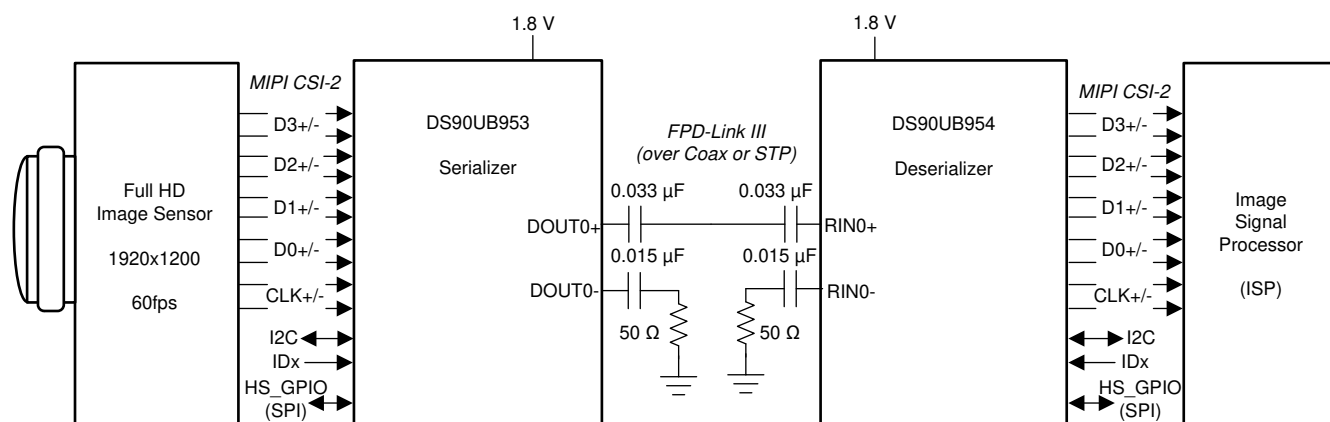 1.8 V
1.8 V
MIPI CSI-2
D3+/-
D2+/-
D1+/-
D0+/-
CLK+/-
I2C
IDx
HS_GPIO
(SPI)
Full HD
Image Sensor
1920x1200
60fps
DS90UB953
Serializer
DOUT0+
DOUT0-
FPD-Link III
(over Coax or STP)
0.033 µF
0.033 µF
0.015 µF
0.015 µF
50 Ω
50 Ω
DS90UB954
Deserializer
RIN0+
RIN0-
MIPI CSI-2
D3+/-
D2+/-
D1+/-
D0+/-
CLK+/-
I2C
IDx
HS_GPIO
(SPI)
Image
Signal
Processor
(ISP)